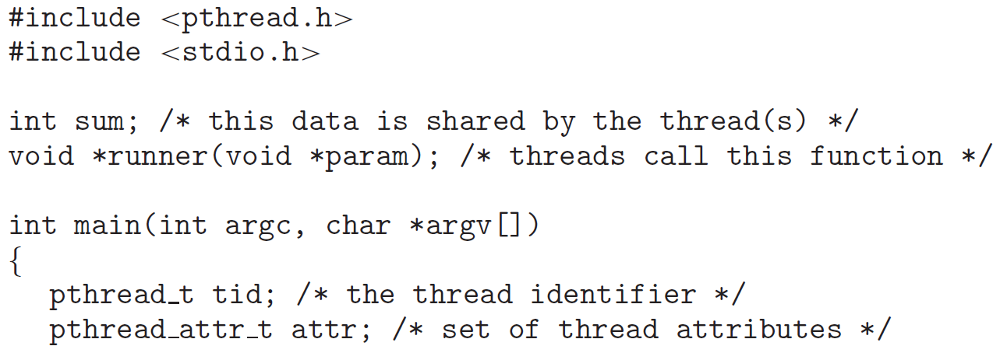 #include <pthread.h>
#include <stdio.h>
int sum; /* this data is shared by the thread(s) */
void *runner(void *param); /* threads call this function */
int main(int argc, char *argv[])
{
pthread_t tid; /* the thread identifier */
pthread_attr_t attr; /* set of thread attributes */